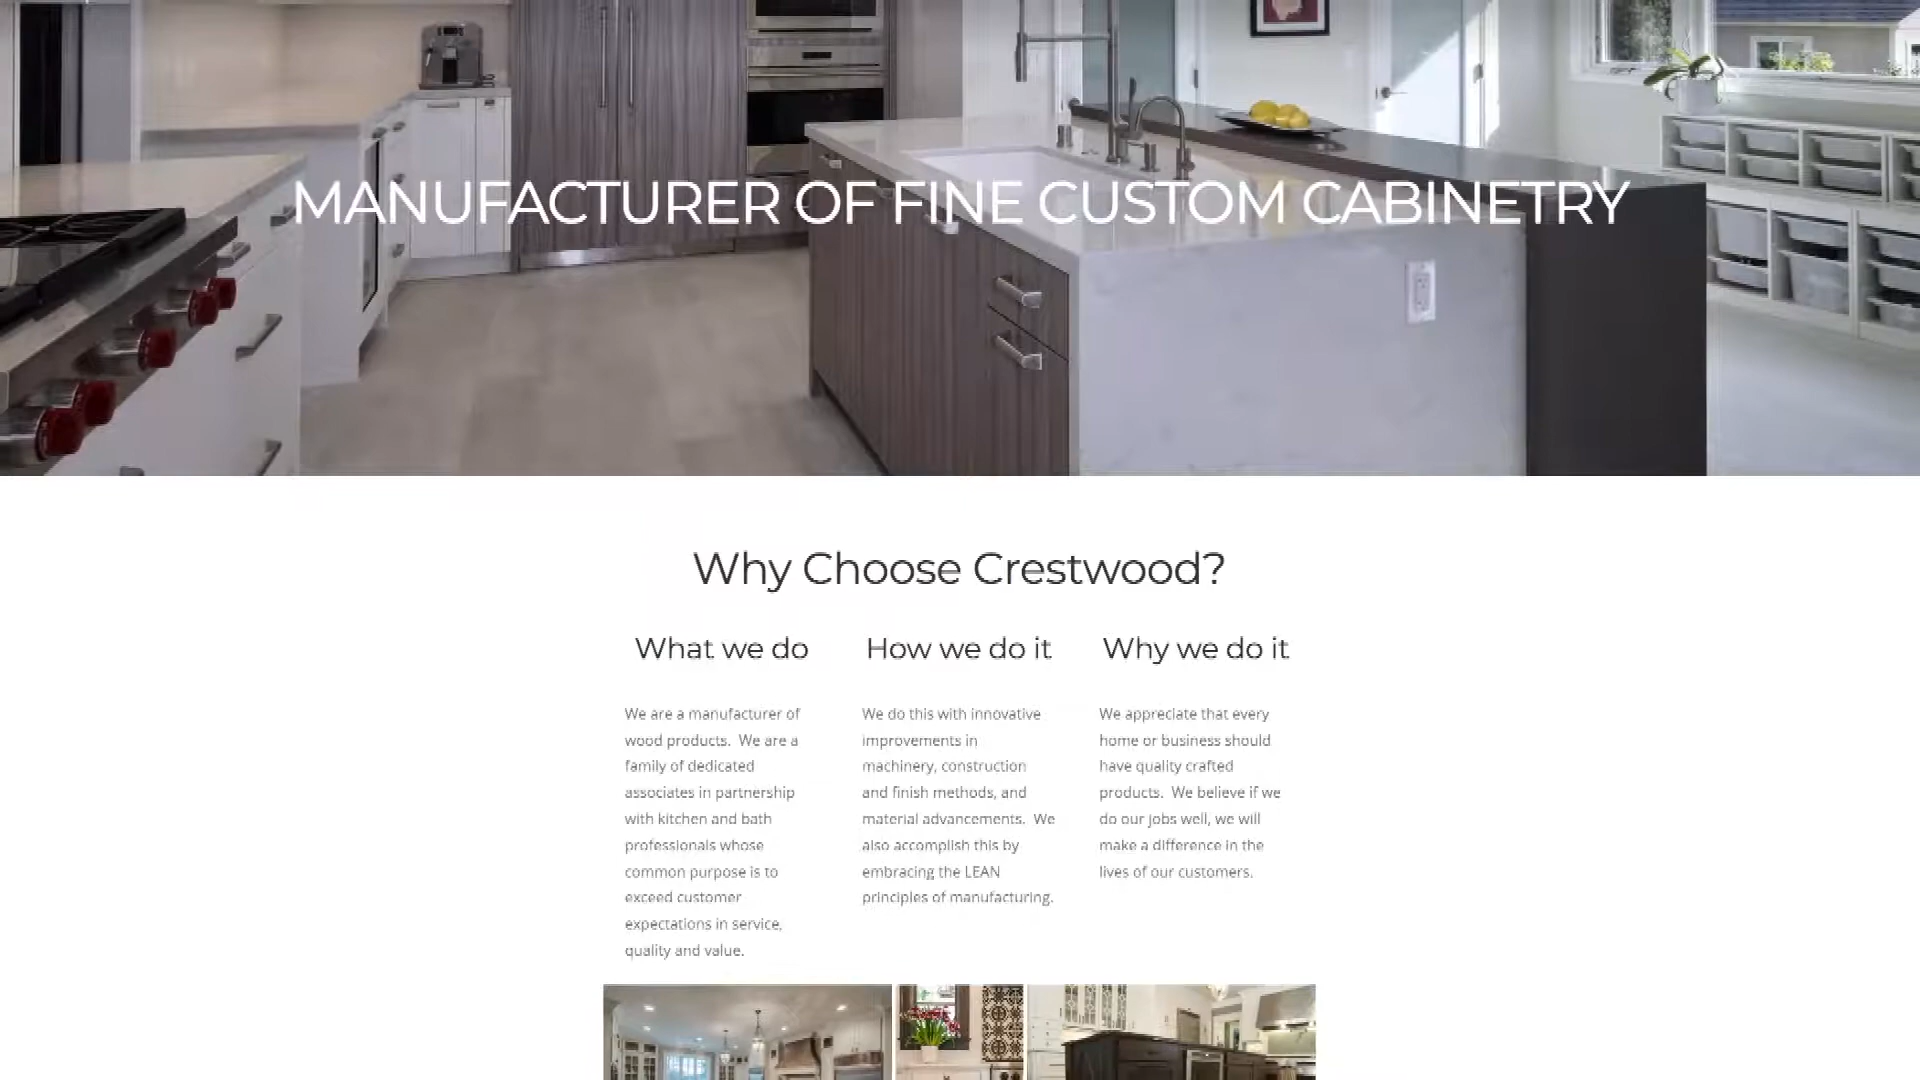 MANUFACTURER OF FINE CUSTOM CABINETRY
Why Choose Crestwood?
What we do
We are a manufacturer of
wood products.  We are a
family of dedicated
associates in partnership
with kitchen and bath
professionals whose
common purpose is to
exceed customer
expectations in service,
quality and value.
How we do it
We do this with innovative
improvements in
machinery, construction
and finish methods, and
material advancements.  We
also accomplish this by
embracing the LEAN
principles of manufacturing.
Why we do it
We appreciate that every
home or business should
have quality crafted
products.  We believe if we
do our jobs well, we will
make a difference in the
lives of our customers.